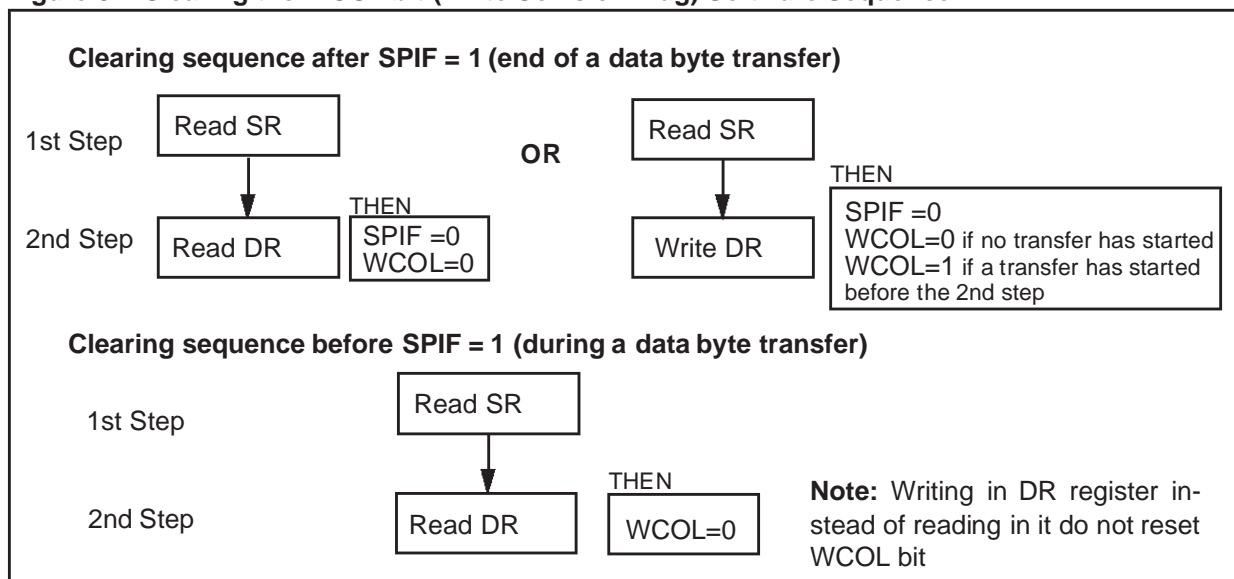 Clearing sequence after SPIF = 1 (end of a data byte transfer)
1st Step
Read SR
OR
Read SR
THEN
2nd Step
Read DR
THEN
SPIF =0
WCOL=0
Write DR
SPIF =0
WCOL=0 if no transfer has started
WCOL=1 if a transfer has started
before the 2nd step
Clearing sequence before SPIF = 1 (during a data byte transfer)
1st Step
Read SR
THEN
2nd Step
Read DR
WCOL=0
Note: Writing in DR register in-
stead of reading in it do not reset
WCOL bit